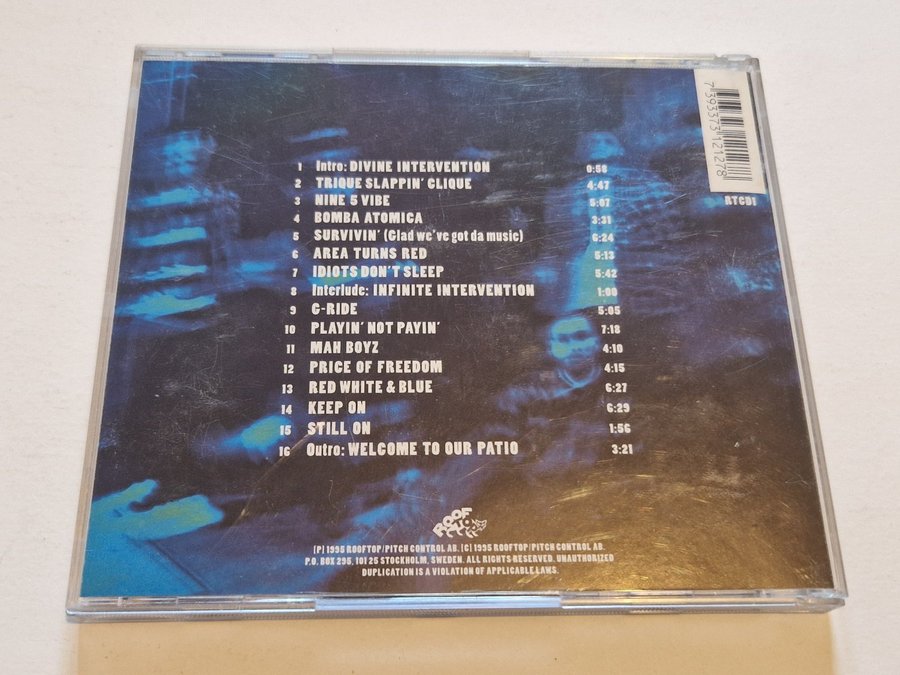 7 393373 121278
RTCD1
1 Intro: DIVINE INTERVENTION 0:58
2 TRIQUE SLAPPIN' CLIQUE 4:47
3 NINE 5 VIBE 5:07
4 BOMBA ATOMICA 3:31
5 SURVIVIN' (Glad we've got da music) 6:24
6 AREA TURNS RED 5:13
7 IDIOTS DON'T SLEEP 5:42
8 Interlude: INFINITE INTERVENTION 1:00
9 G-RIDE 5:05
10 PLAYIN' NOT PAYIN' 7:18
11 MAH BOYZ 4:10
12 PRICE OF FREEDOM 4:15
13 RED WHITE & BLUE 6:27
14 KEEP ON 6:29
15 STILL ON 1:56
16 Outro: WELCOME TO OUR PATIO 3:21
ROOF
TOP
(P) 1995 ROOFTOP/PITCH CONTROL AB. (C) 1995 ROOFTOP/PITCH CONTROL AB.
P.O. BOX 295, 101 25 STOCKHOLM, SWEDEN. ALL RIGHTS RESERVED. UNAUTHORIZED
DUPLICATION IS A VIOLATION OF APPLICABLE LAWS.